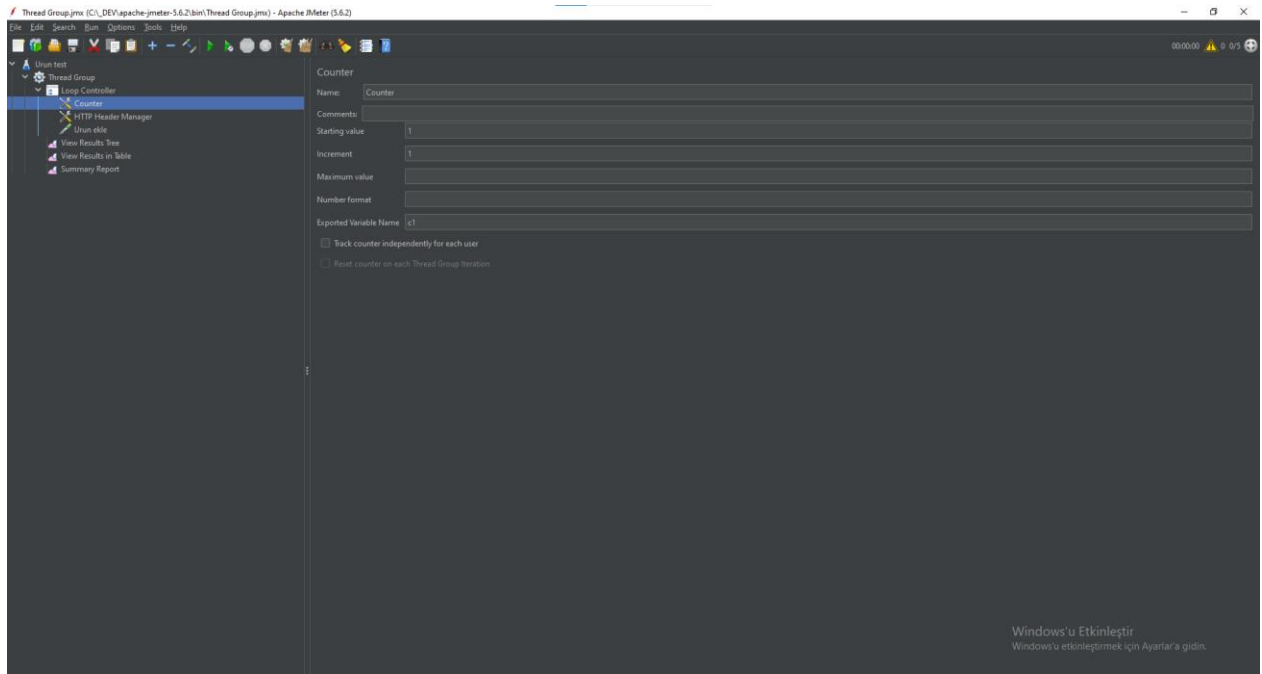 Thread Group.jmx (C:\_DEV\apache-jmeter-5.6.2\bin\Thread Group.jmx) - Apache JMeter (5.6.2)
File Edit Search Run Options Tools Help
00:00:00 0 0/5
Urun test
Thread Group
Loop Controller
Counter
HTTP Header Manager
Urun ekle
View Results Tree
View Results in Table
Summary Report
Counter
Name: Counter
Comments:
Starting value 1
Increment 1
Maximum value
Number format
Exported Variable Name c1
Track counter independently for each user
Reset counter on each Thread Group Iteration
Windows'u Etkinleştir
Windows'u etkinleştirmek için Ayarlar'a gidin.